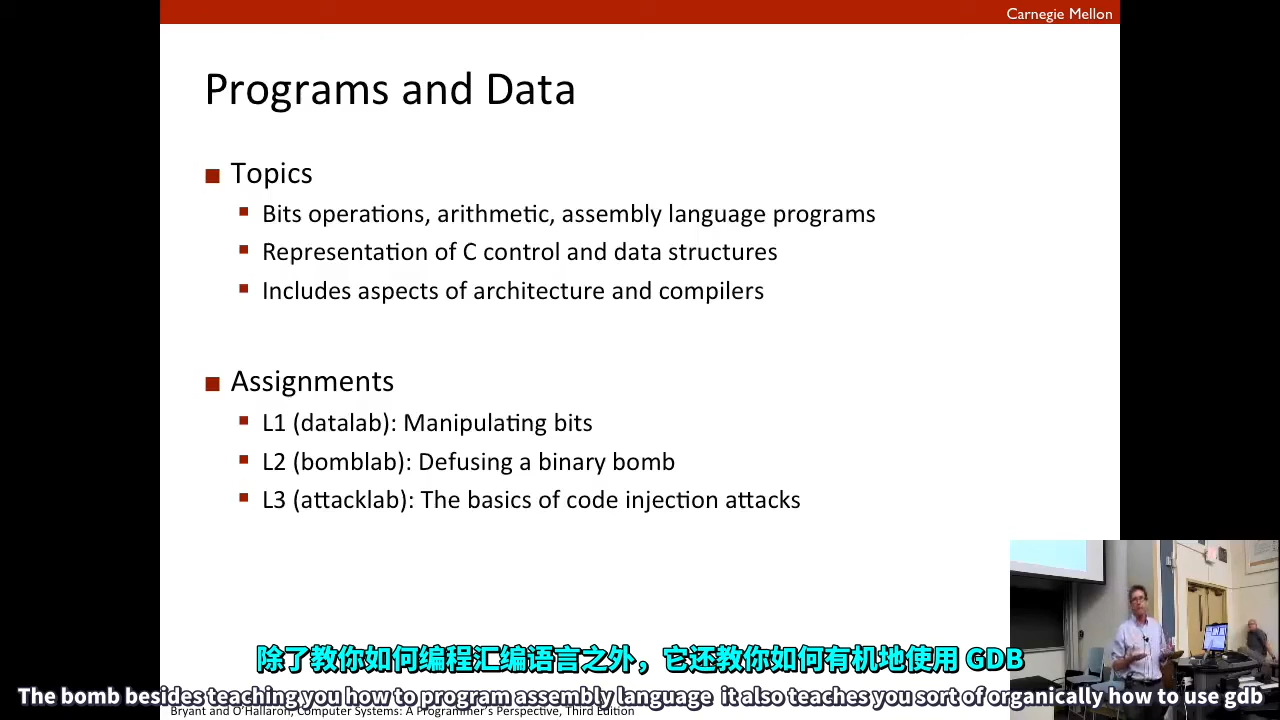 Carnegie Mellon
Programs and Data
Topics
Bits operations, arithmetic, assembly language programs
Representation of C control and data structures
Includes aspects of architecture and compilers
Assignments
L1 (datalab): Manipulating bits
L2 (bomblab): Defusing a binary bomb
L3 (attacklab): The basics of code injection attacks
除了教你如何编程汇编语言之外，它还教你如何有机地使用 GDB
The bomb besides teaching you how to program assembly language it also teaches you sort of organically how to use gdb
Bryant and O'Hallaron, Computer Systems: A Programmer's Perspective, Third Edition